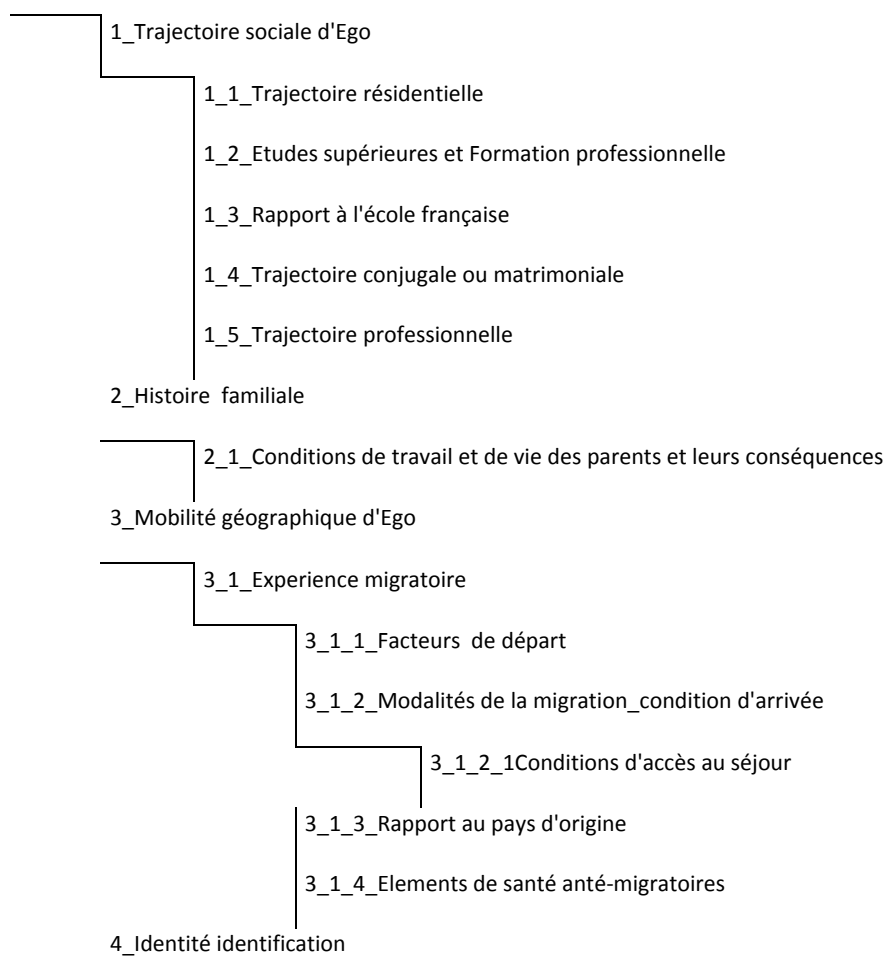 1_Trajectoire sociale d'Ego
1_1_Trajectoire résidentielle
1_2_Etudes supérieures et Formation professionnelle
1_3_Rapport à l'école française
1_4_Trajectoire conjugale ou matrimoniale
1_5_Trajectoire professionnelle
2_Histoire  familiale
2_1_Conditions de travail et de vie des parents et leurs conséquences
3_Mobilité géographique d'Ego
3_1_Experience migratoire
3_1_1_Facteurs  de départ
3_1_2_Modalités de la migration_condition d'arrivée
3_1_2_1Conditions d'accès au séjour
3_1_3_Rapport au pays d'origine
3_1_4_Elements de santé anté-migratoires
4_Identité identification